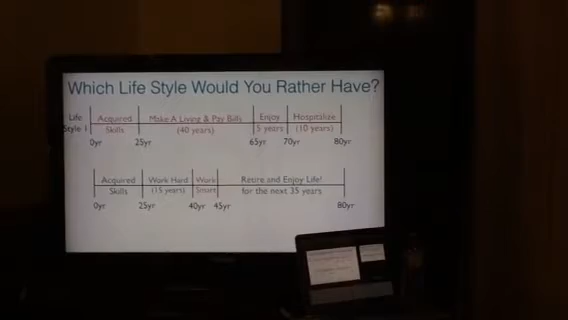 Which Life Style Would You Rather Have?
Life Style 1
Acquired Skills
Make A Living & Pay Bills (40 years)
Enjoy 5 years
Hospitalize (10 years)
0yr 25yr 65yr 70yr 80yr
Acquired Skills
Work Hard (15 years)
Work Smart
Retire and Enjoy Life! for the next 35 years
0yr 25yr 40yr 45yr 80yr